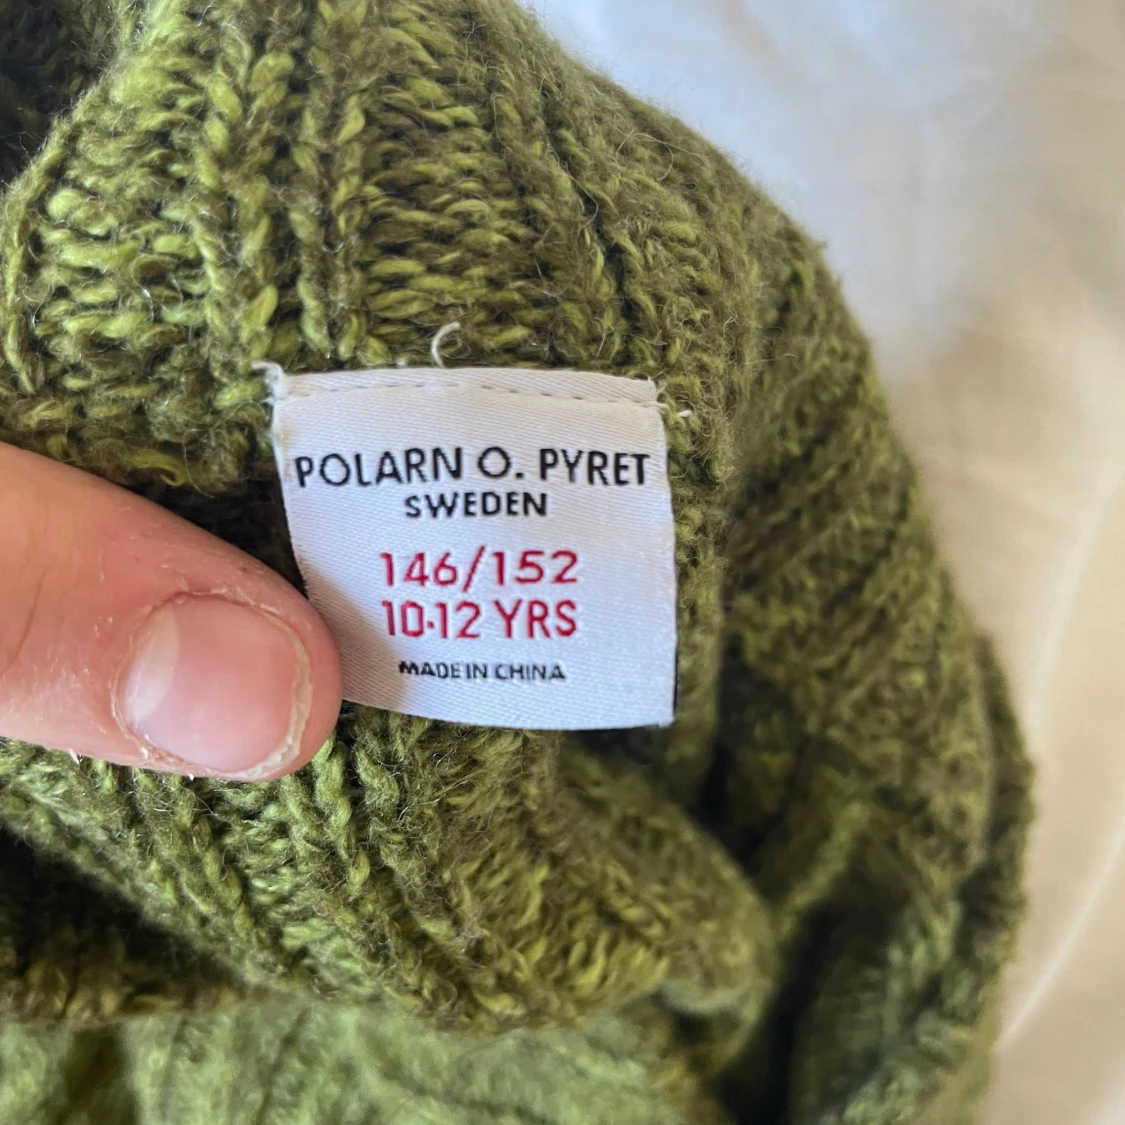 POLARN O. PYRET
SWEDEN
146/152
10-12 YRS
MADE IN CHINA